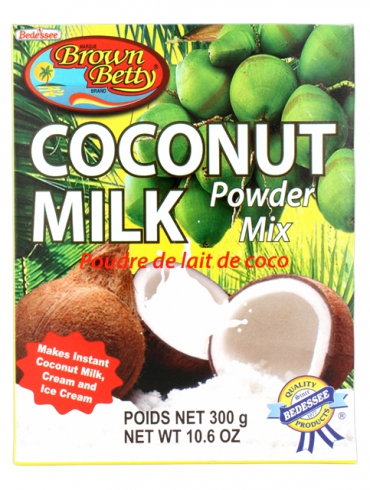 Bedessee
MARQUE
Brown
Betty
BRAND
COCONUT
MILK Powder
Mix
Poudre de lait de coco
Makes Instant
Coconut Milk,
Cream and
Ice Cream
POIDS NET 300 g
NET WT 10.6 OZ
QUALITY
BEDESSEE
PRODUCTS
®